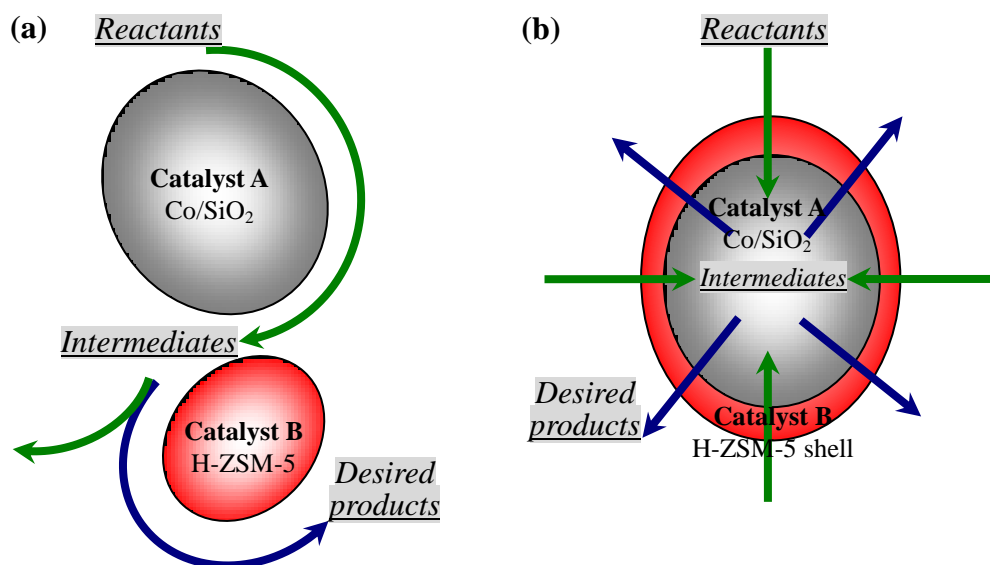 (a)
Reactants
Catalyst A
Co/SiO₂
Intermediates
Catalyst B
H-ZSM-5
Desired
products
(b)
Reactants
Catalyst A
Co/SiO₂
Intermediates
Desired
products
Catalyst B
H-ZSM-5 shell